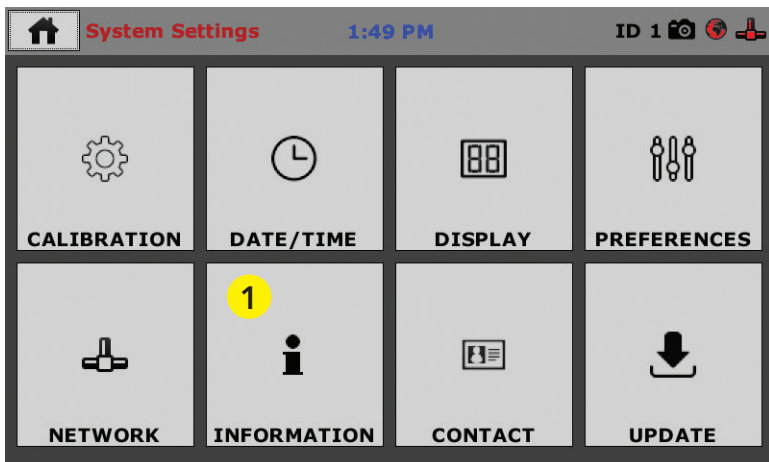 System Settings 1:49 PM ID 1
CALIBRATION DATE/TIME DISPLAY PREFERENCES
1
NETWORK INFORMATION CONTACT UPDATE